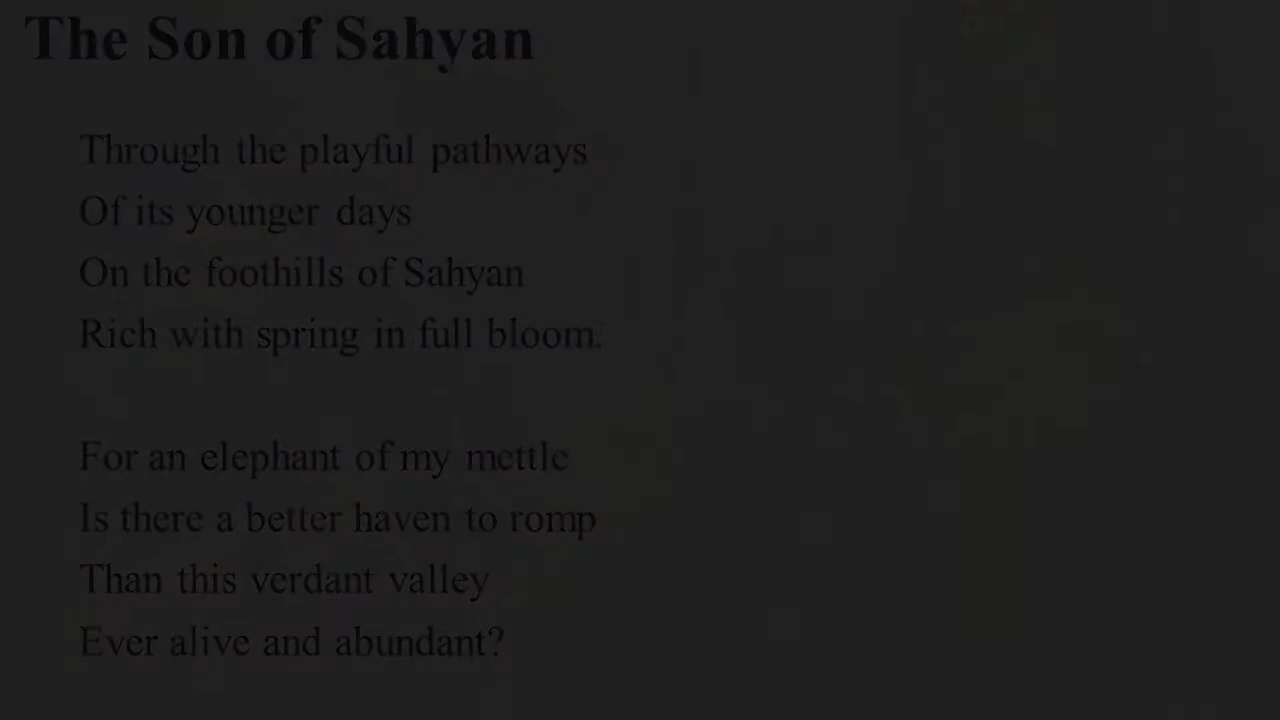 The Son of Sahyan
Through the playful pathways
Of its younger days
On the foothills of Sahyan
Rich with spring in full bloom.
For an elephant of my mettle
Is there a better haven to romp
Than this verdant valley
Ever alive and abundant?